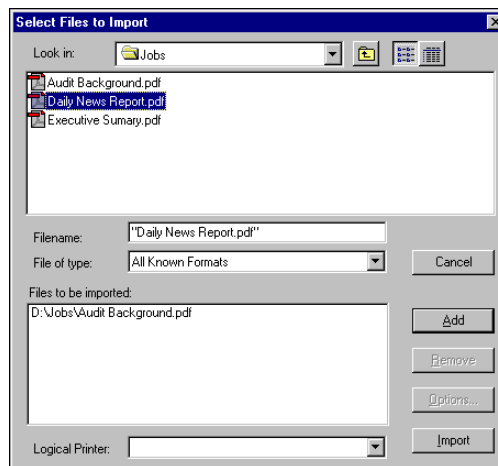 Select Files to Import
Look in: Jobs
Audit Background.pdf
Daily News Report.pdf
Executive Sumary.pdf
Filename: "Daily News Report.pdf"
File of type: All Known Formats
Cancel
Files to be imported:
D:\Jobs\Audit Background.pdf
Add
Remove
Options...
Logical Printer:
Import